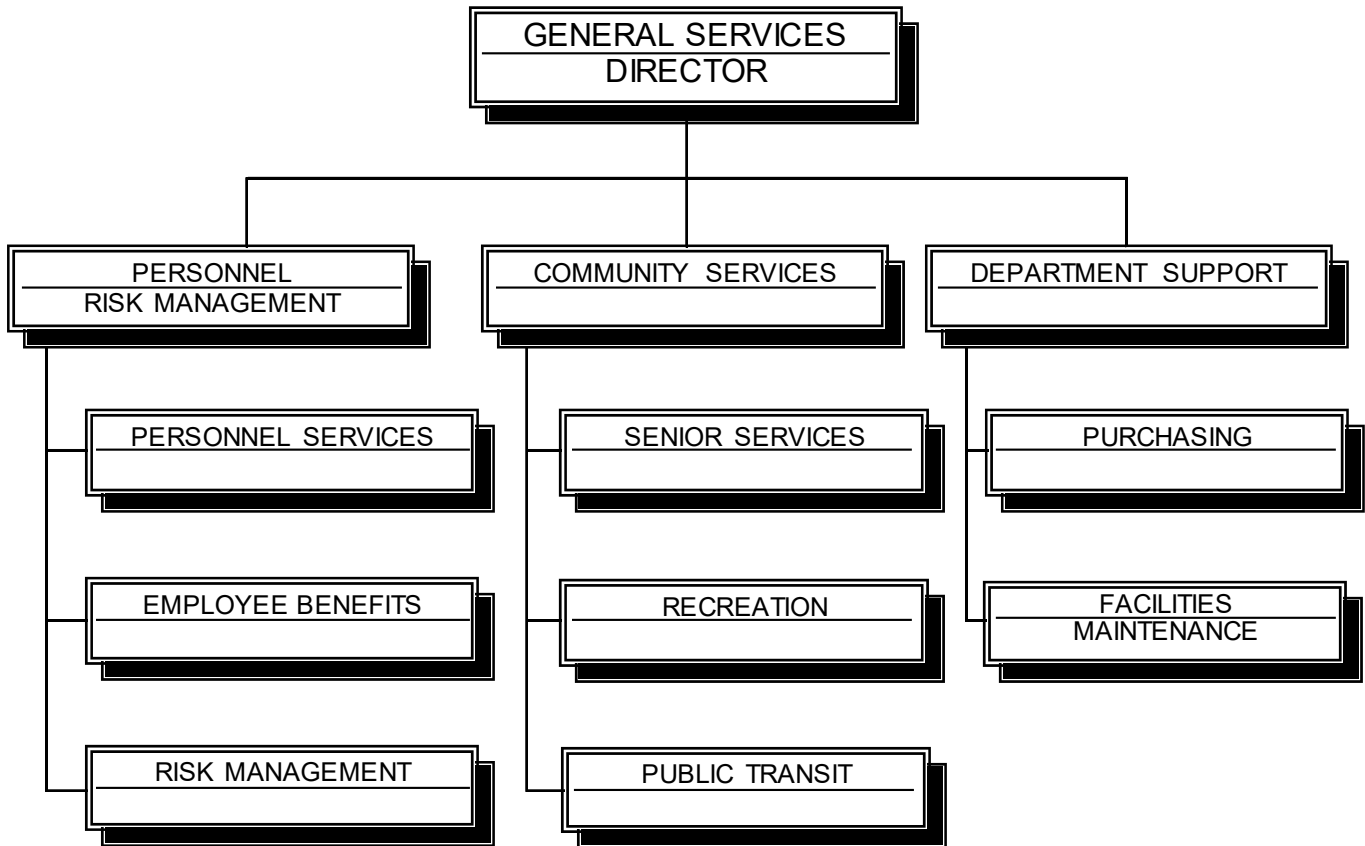 GENERAL SERVICES
DIRECTOR
PERSONNEL
RISK MANAGEMENT
COMMUNITY SERVICES
DEPARTMENT SUPPORT
PERSONNEL SERVICES
SENIOR SERVICES
PURCHASING
EMPLOYEE BENEFITS
RECREATION
FACILITIES
MAINTENANCE
RISK MANAGEMENT
PUBLIC TRANSIT